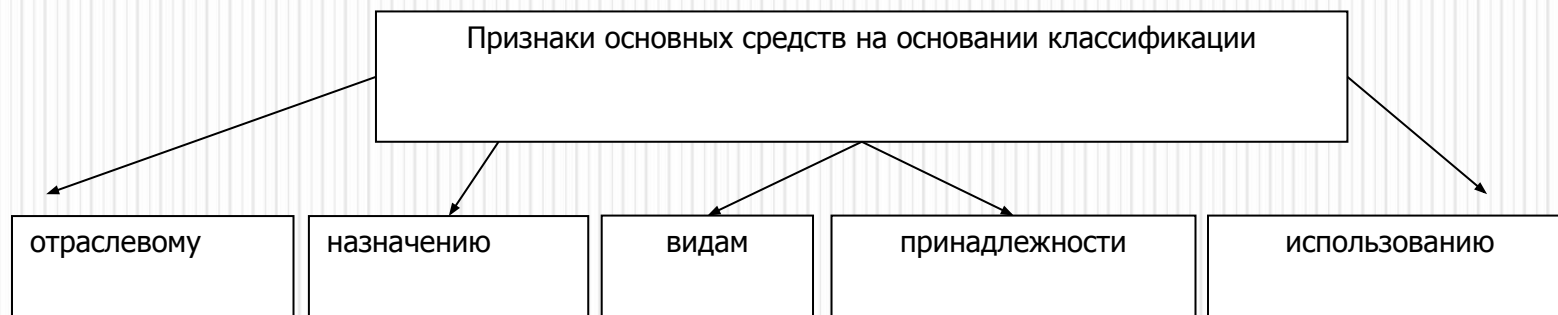 Признаки основных средств на основании классификации
отраслевому
назначению
видам
принадлежности
использованию